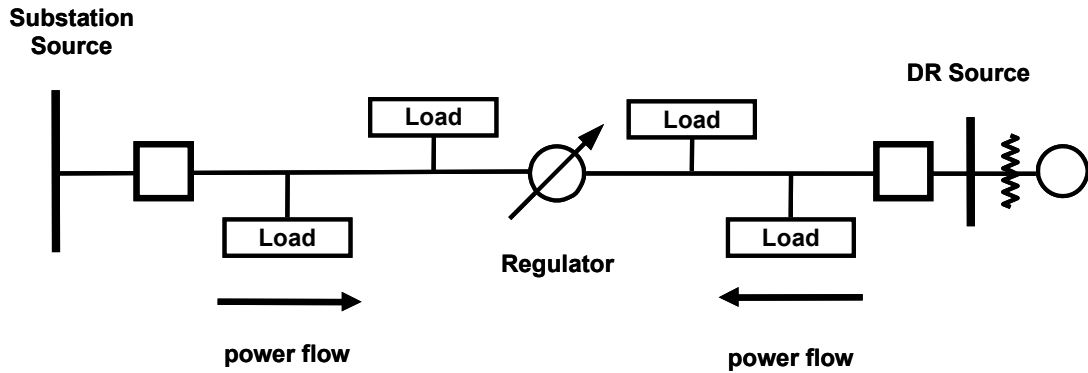 Substation
Source
DR Source
Load
Load
Load
Load
Regulator
power flow
power flow